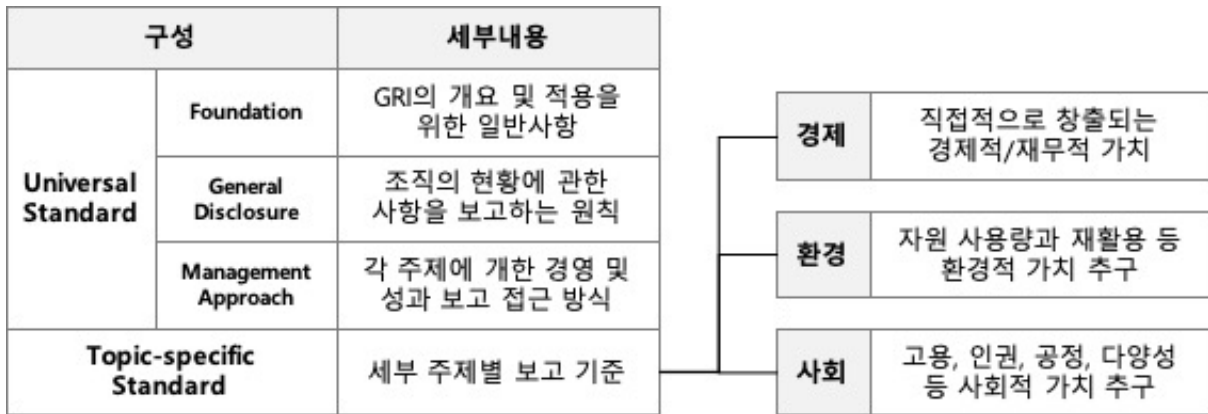 구성 세부내용
Foundation
GRI의 개요 및 적용을
위한 일반사항
Universal
Standard
General
Disclosure
조직의 현황에 관한
사항을 보고하는 원칙
Management
Approach
각 주제에 개한 경영 및
성과 보고 접근 방식
Topic-specific
Standard
세부 주제별 보고 기준
경제
직접적으로 창출되는
경제적/재무적 가치
환경
자원 사용량과 재활용 등
환경적 가치 추구
사회
고용, 인권, 공정, 다양성
등 사회적 가치 추구